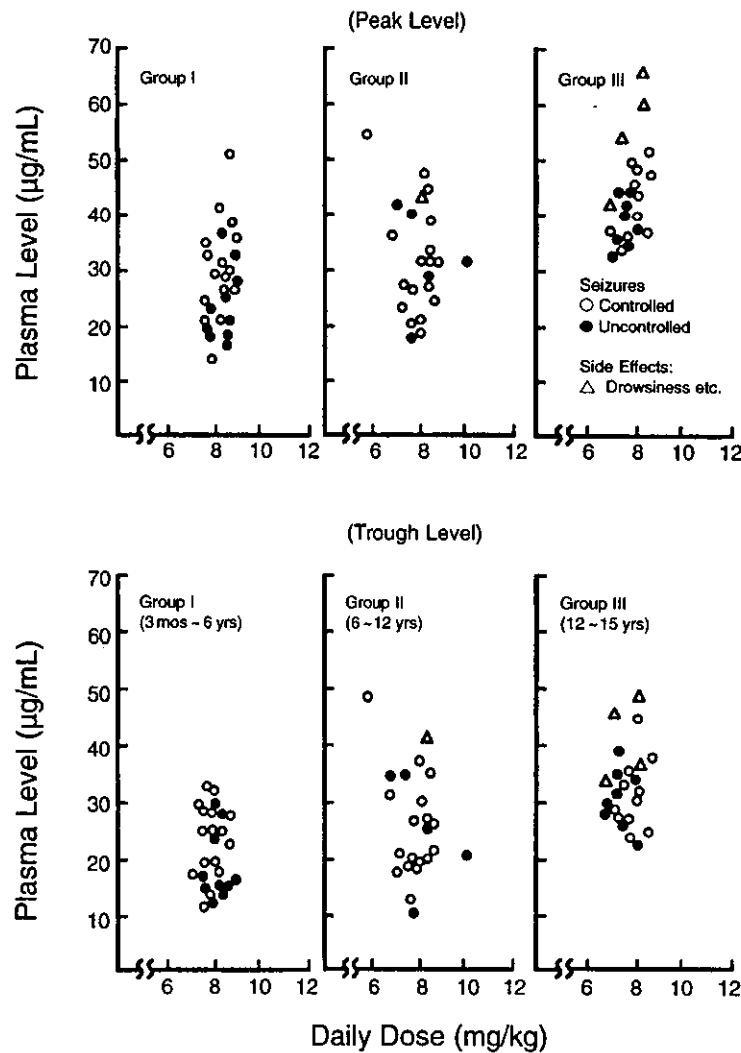 (Peak Level)
Plasma Level (µg/mL)
70
60
50
40
30
20
10
Group I
Group II
Group III
Seizures
Controlled
Uncontrolled
Side Effects:
Drowsiness etc.
6 8 10 12
6 8 10 12
6 8 10 12
(Trough Level)
Plasma Level (µg/mL)
70
60
50
40
30
20
10
Group I
(3 mos ~ 6 yrs)
Group II
(6 ~ 12 yrs)
Group III
(12 ~ 15 yrs)
6 8 10 12
6 8 10 12
6 8 10 12
Daily Dose (mg/kg)